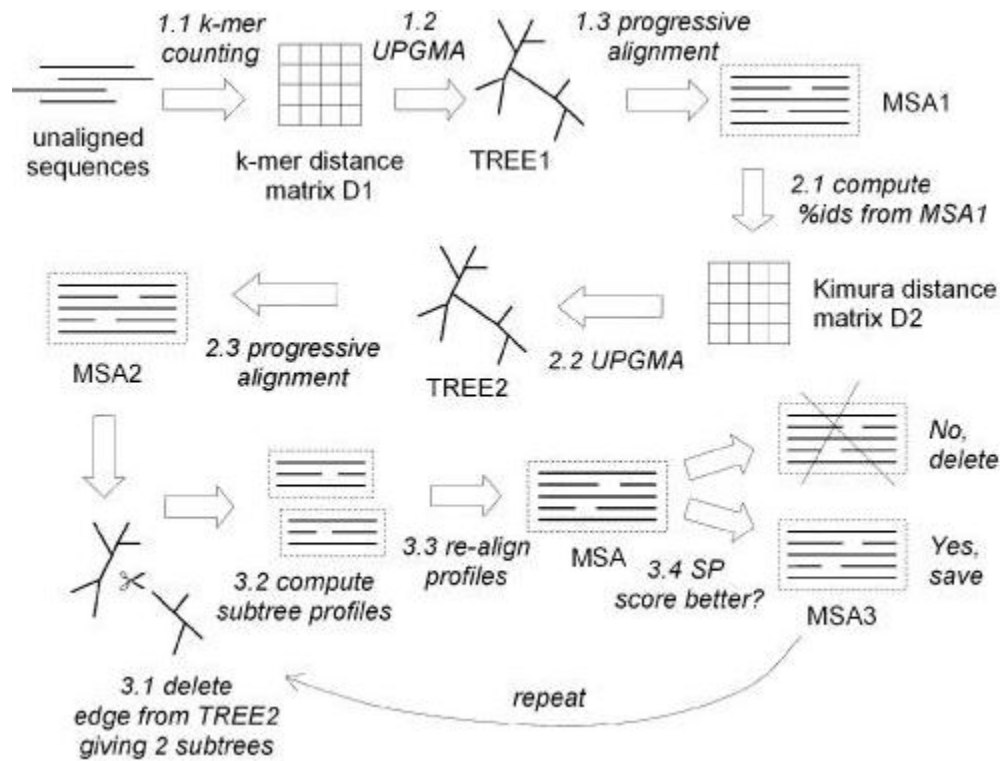 1.1 k-mer
counting
1.2
UPGMA
1.3 progressive
alignment
unaligned
sequences
k-mer distance
matrix D1
TREE1
MSA1
2.1 compute
%ids from MSA1
Kimura distance
matrix D2
2.2 UPGMA
TREE2
2.3 progressive
alignment
MSA2
3.1 delete
edge from TREE2
giving 2 subtrees
3.2 compute
subtree profiles
3.3 re-align
profiles
MSA
3.4 SP
score better?
No,
delete
Yes,
save
MSA3
repeat